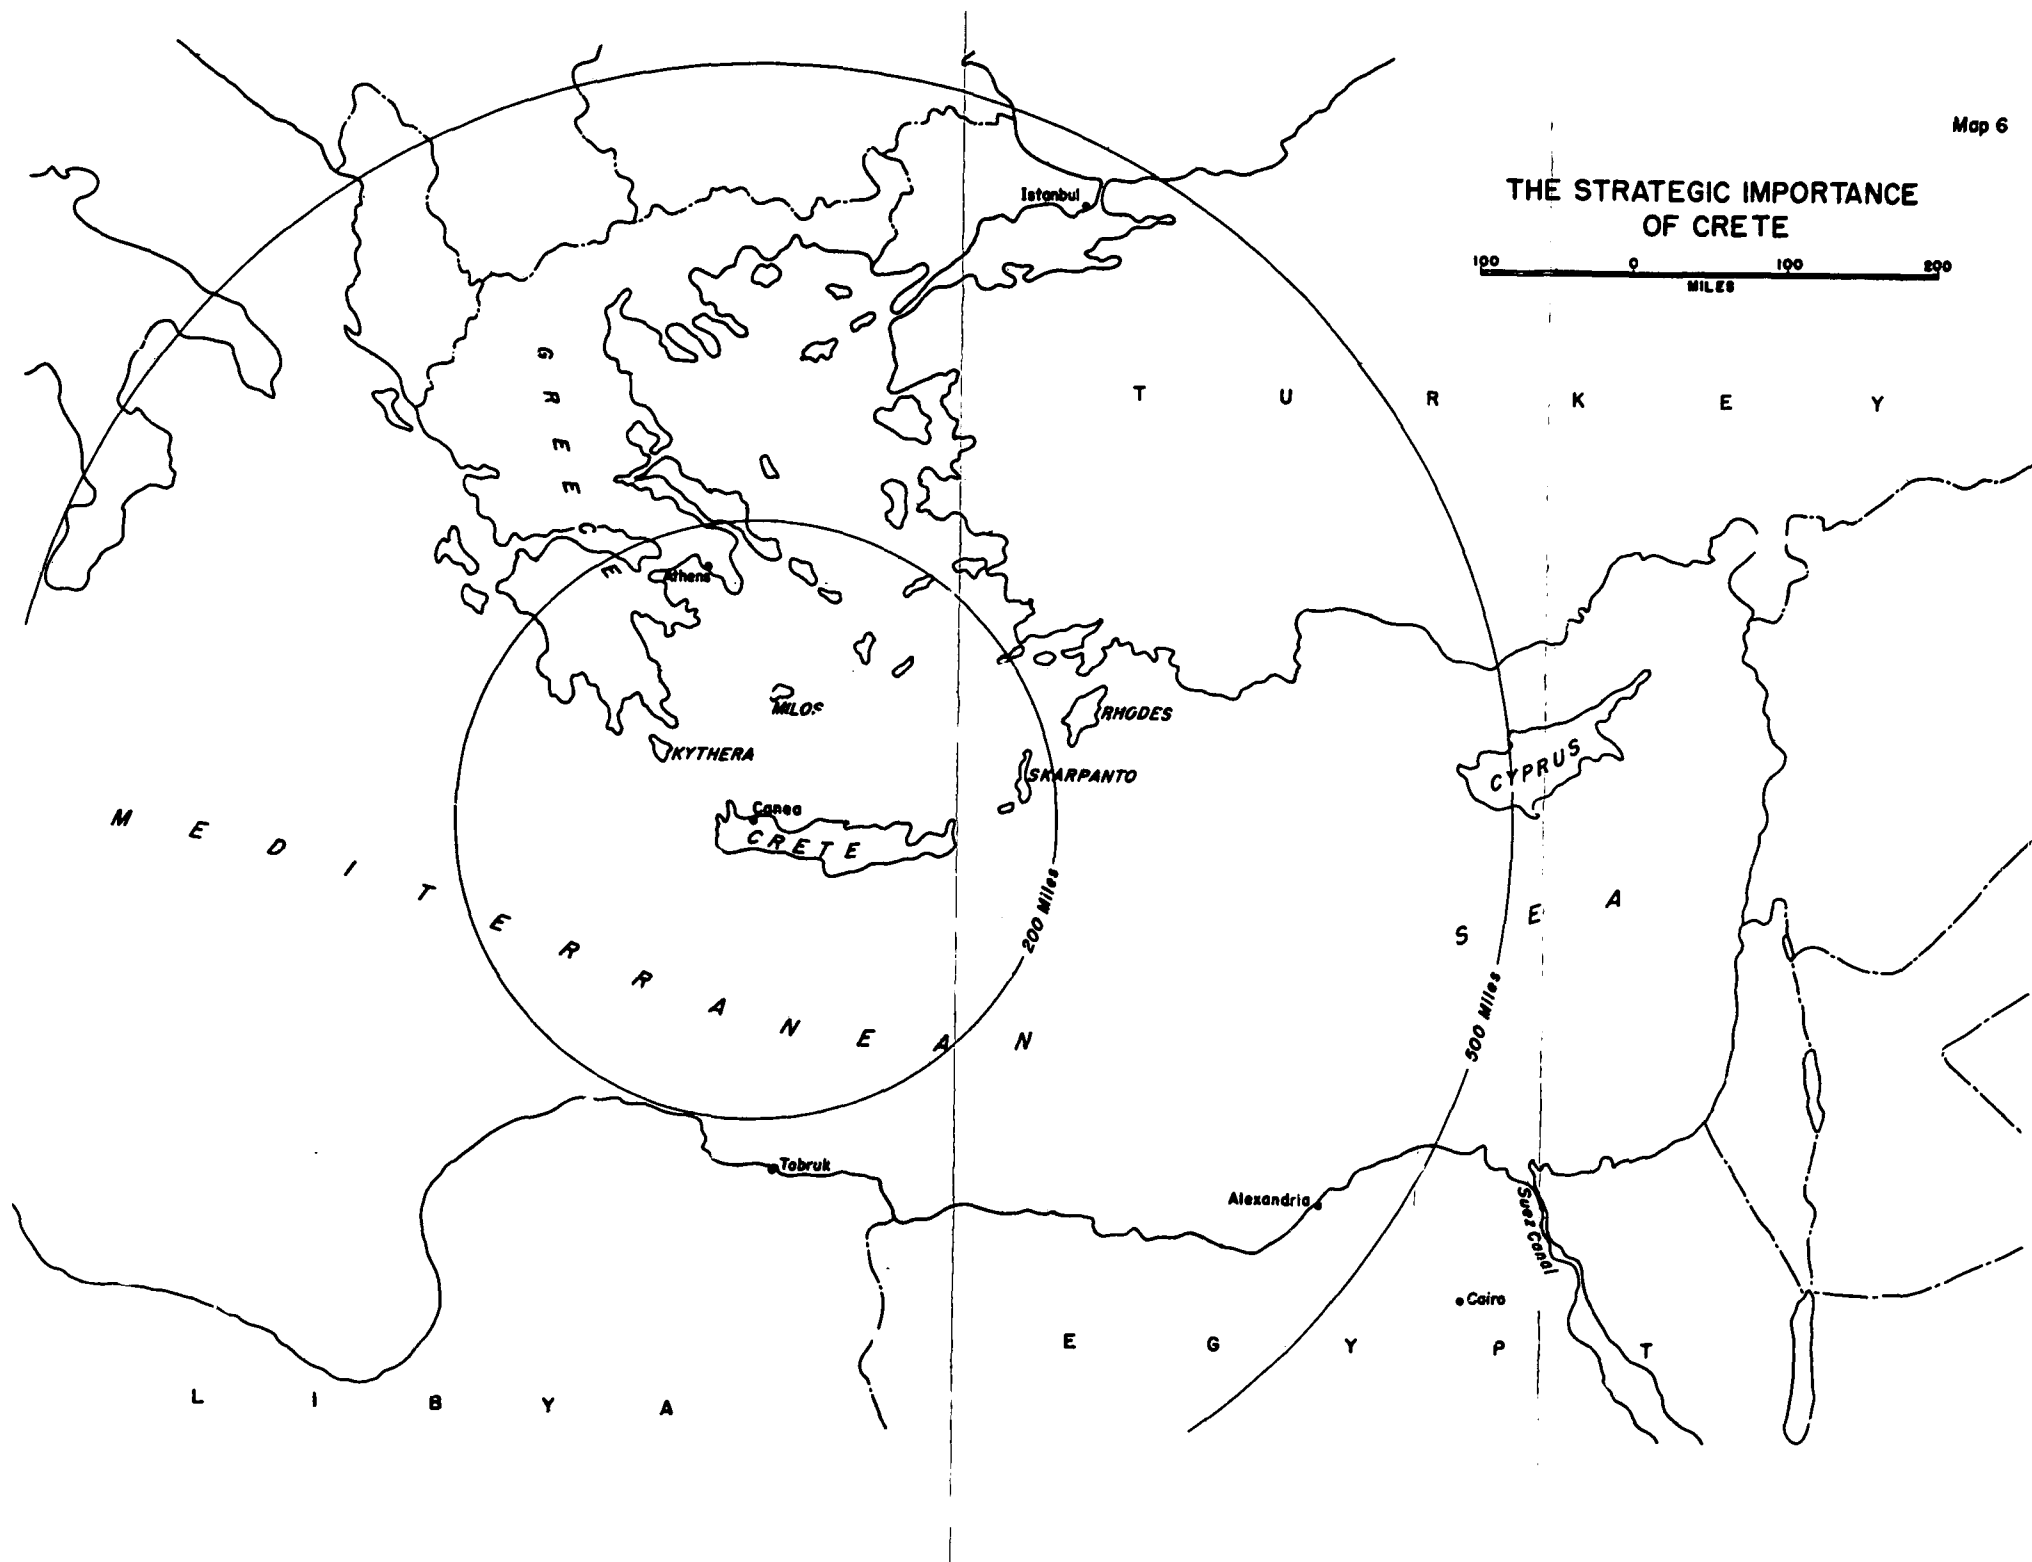 Map 6
THE STRATEGIC IMPORTANCE
OF CRETE
100 0 100 200
MILES
Istanbul
GREECE
TURKEY
Athens
MILOS
KYTHERA
RHODES
SKARPANTO
CYPRUS
Canea
CRETE
MEDITERRANEAN SEA
200 Miles
500 Miles
Tobruk
Alexandria
Suez Canal
Cairo
EGYPT
LIBYA